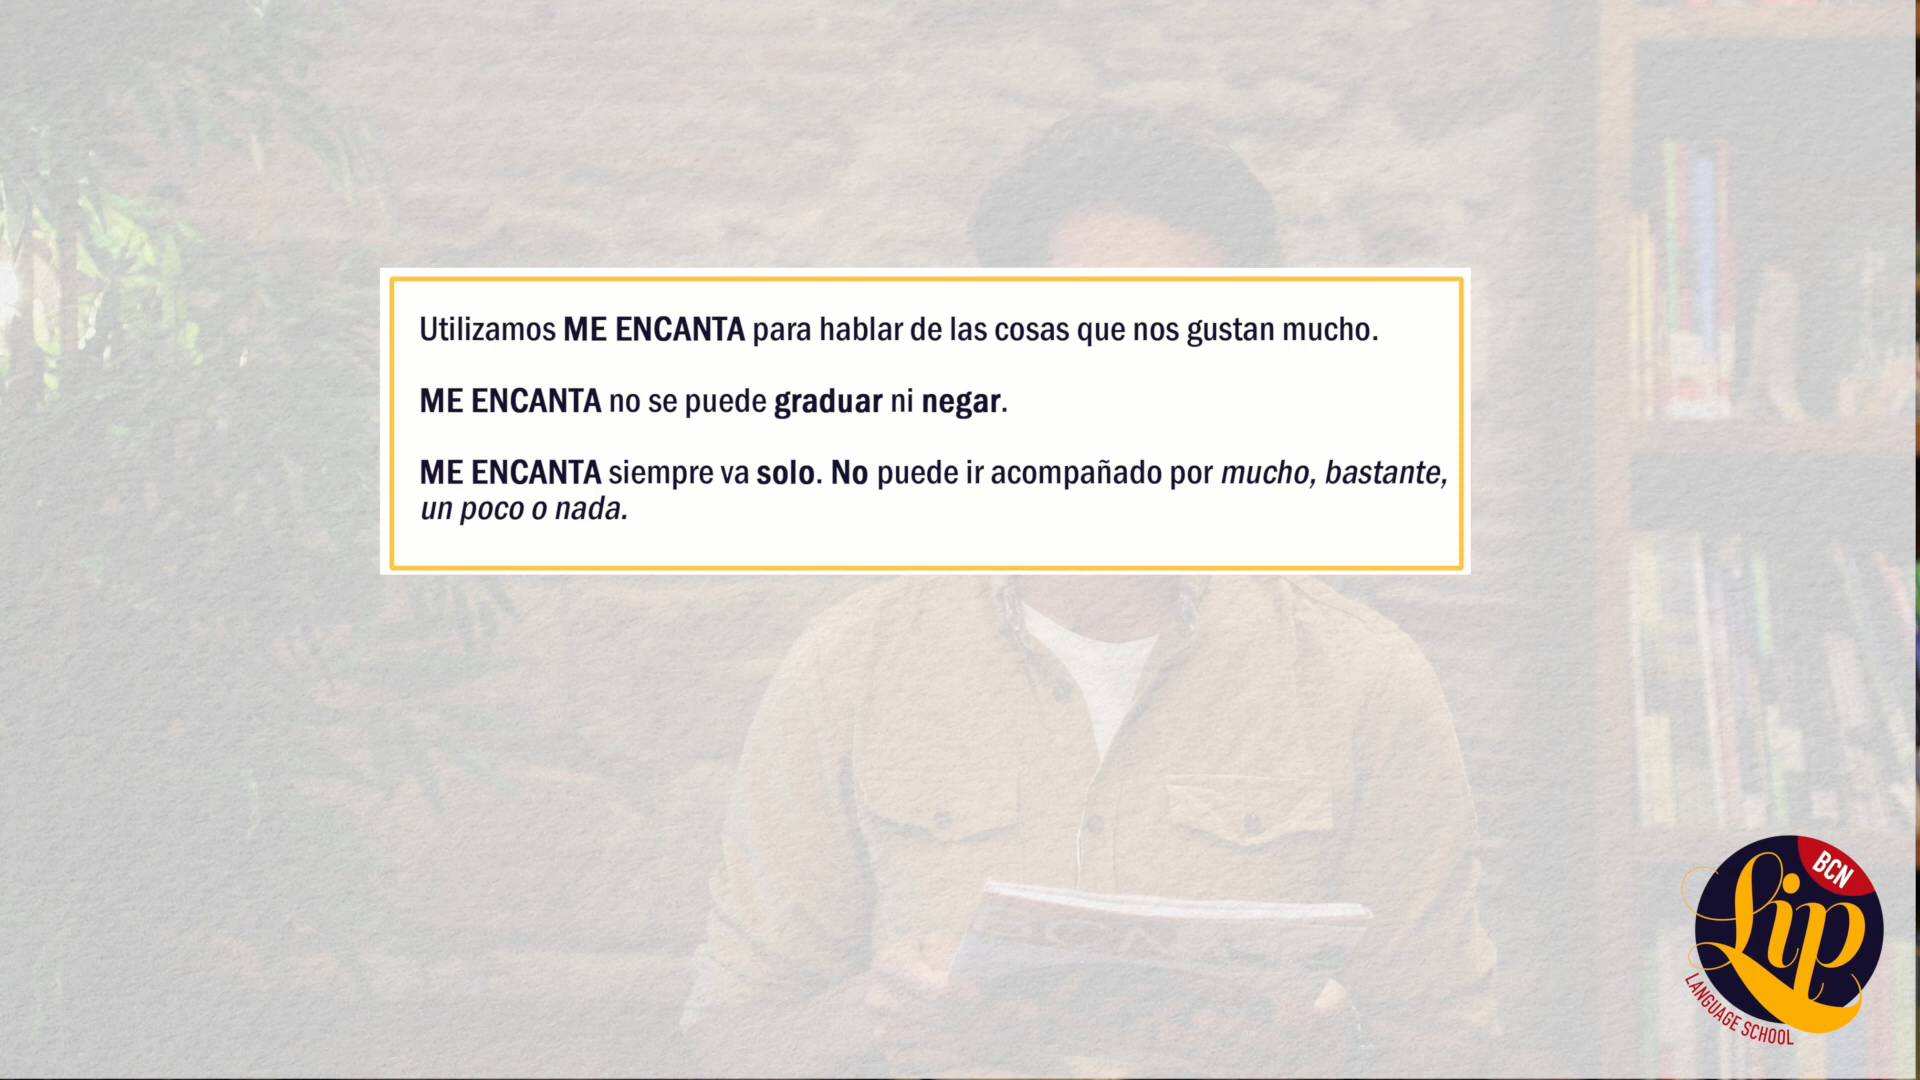 Utilizamos ME ENCANTA para hablar de las cosas que nos gustan mucho.
ME ENCANTA no se puede graduar ni negar.
ME ENCANTA siempre va solo. No puede ir acompañado por mucho, bastante,
un poco o nada.
BCN
Lip
LANGUAGE SCHOOL